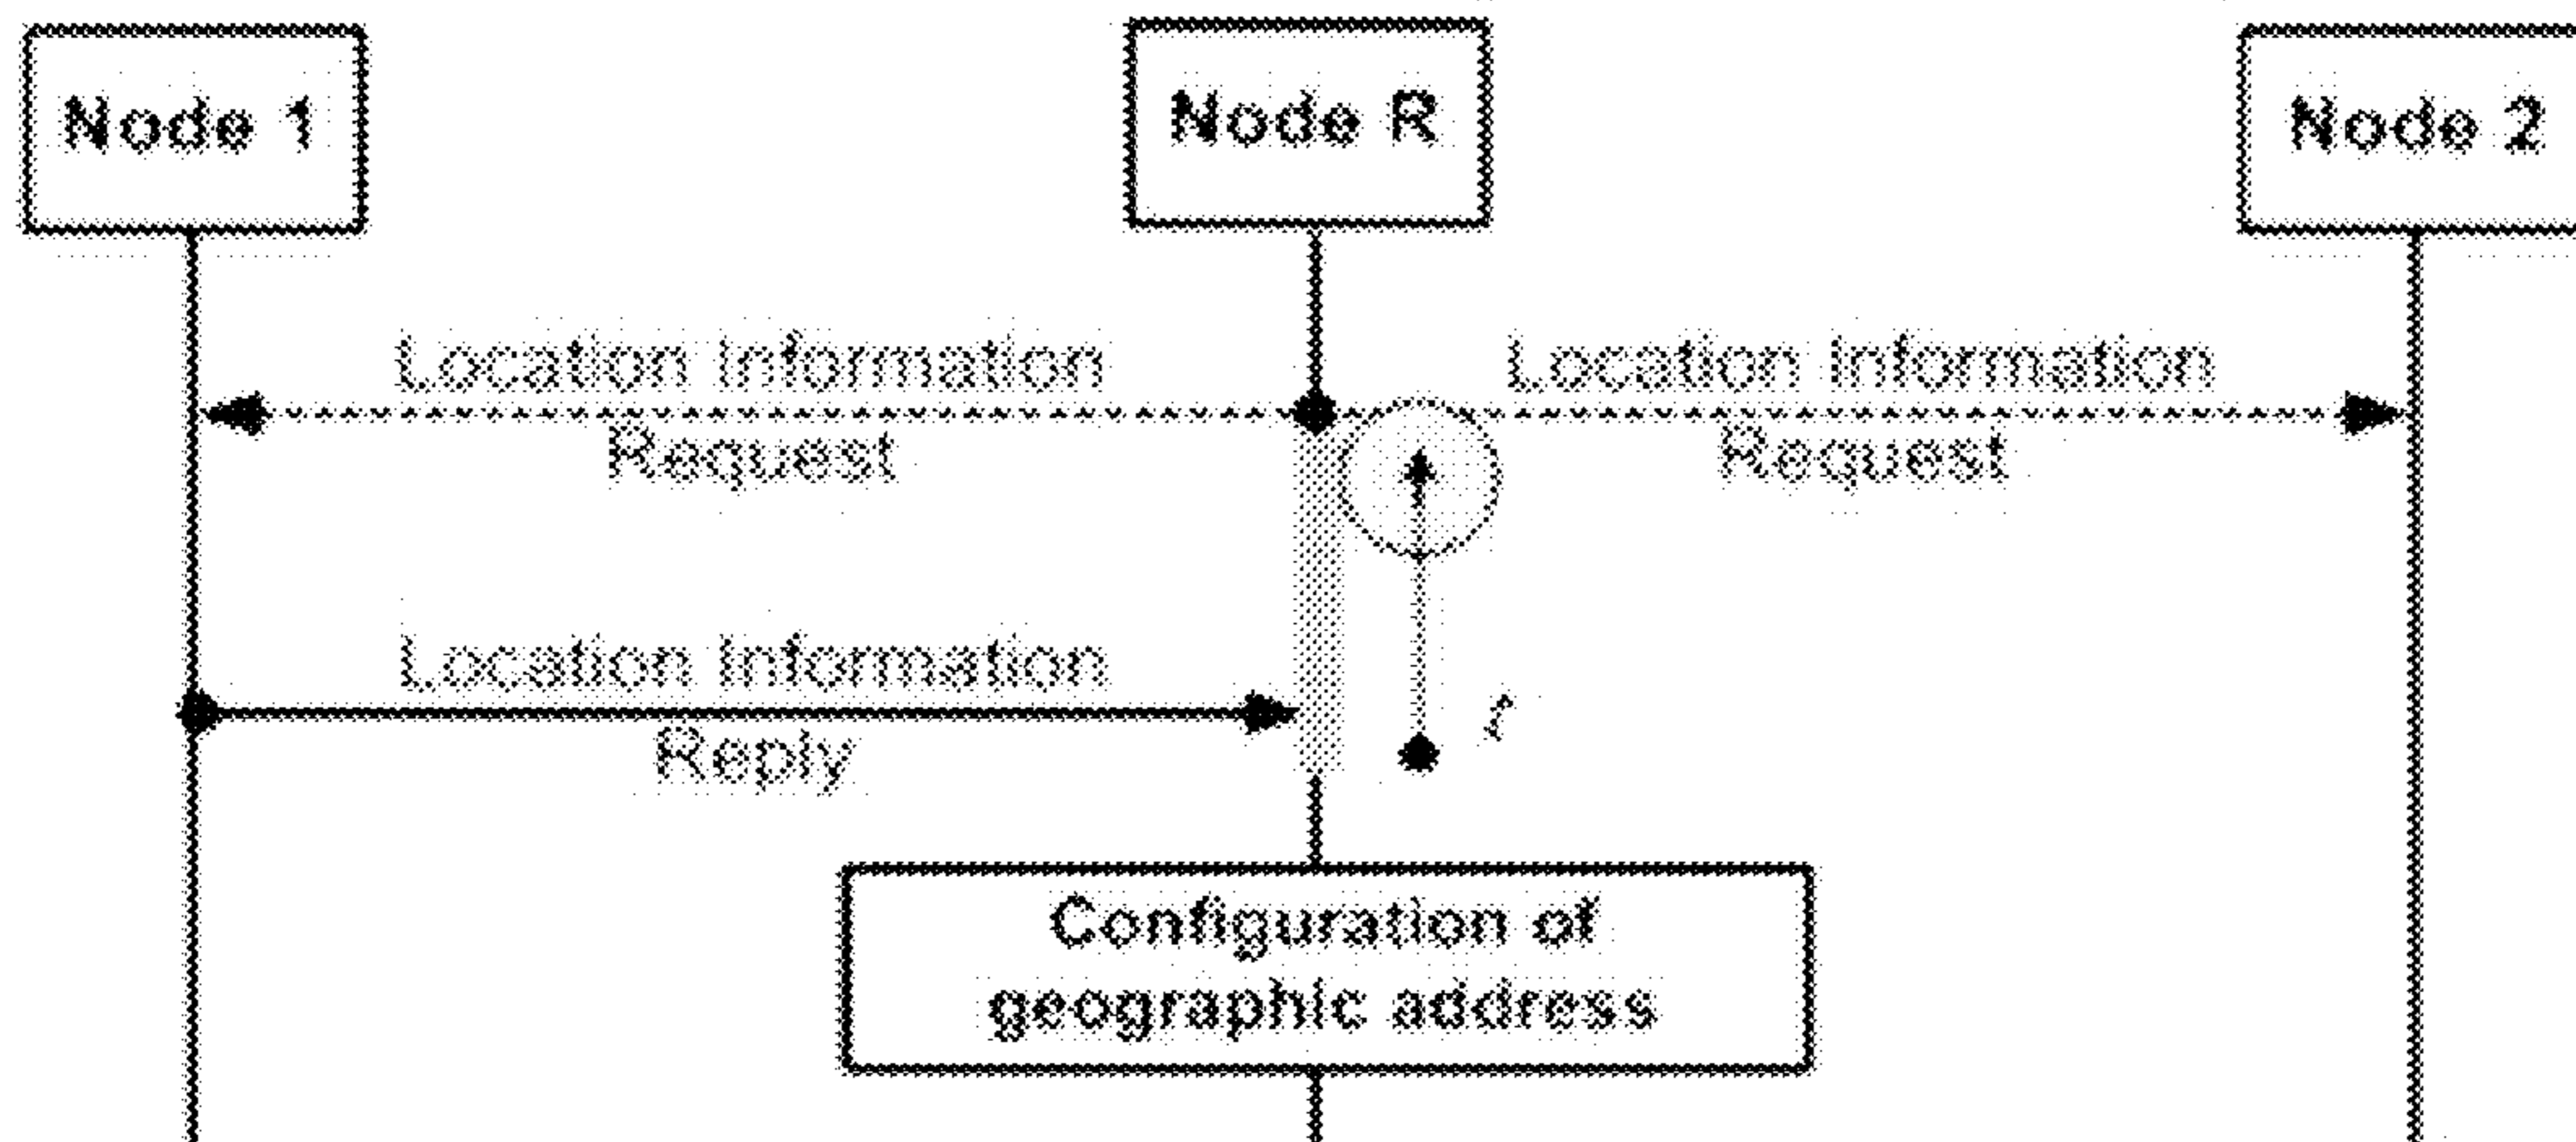 Node 1
Node R
Node 2
Location Information
Request
Location Information
Request
Location Information
Reply
t
Configuration of
geographic address